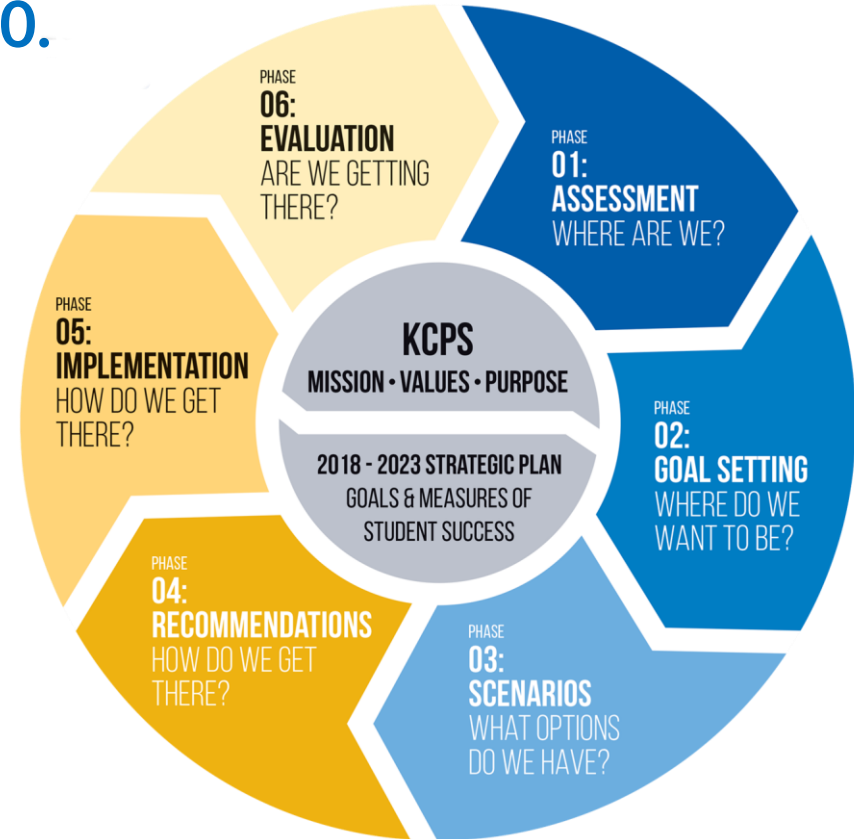 0.
PHASE
01:
ASSESSMENT
WHERE ARE WE?
PHASE
02:
GOAL SETTING
WHERE DO WE
WANT TO BE?
PHASE
03:
SCENARIOS
WHAT OPTIONS
DO WE HAVE?
PHASE
04:
RECOMMENDATIONS
HOW DO WE GET
THERE?
PHASE
05:
IMPLEMENTATION
HOW DO WE GET
THERE?
PHASE
06:
EVALUATION
ARE WE GETTING
THERE?
KCPS
MISSION • VALUES • PURPOSE
2018 - 2023 STRATEGIC PLAN
GOALS & MEASURES OF
STUDENT SUCCESS